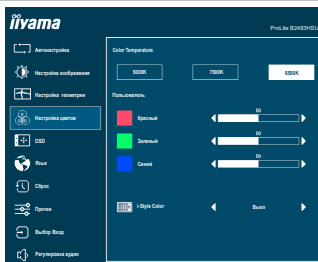 iiyama
ProLite B2483HSU
Автонастройка
Color Temperature
Настройка изображения
9300K
7500K
6500K
Настройка геометрии
Пользователь
Настройка цветов
Красный
50
OSD
Зеленый
50
Язык
Синий
50
Сброс
Прочее
i-Style Color
Выкл
Выбор Вход
Регулировка аудио